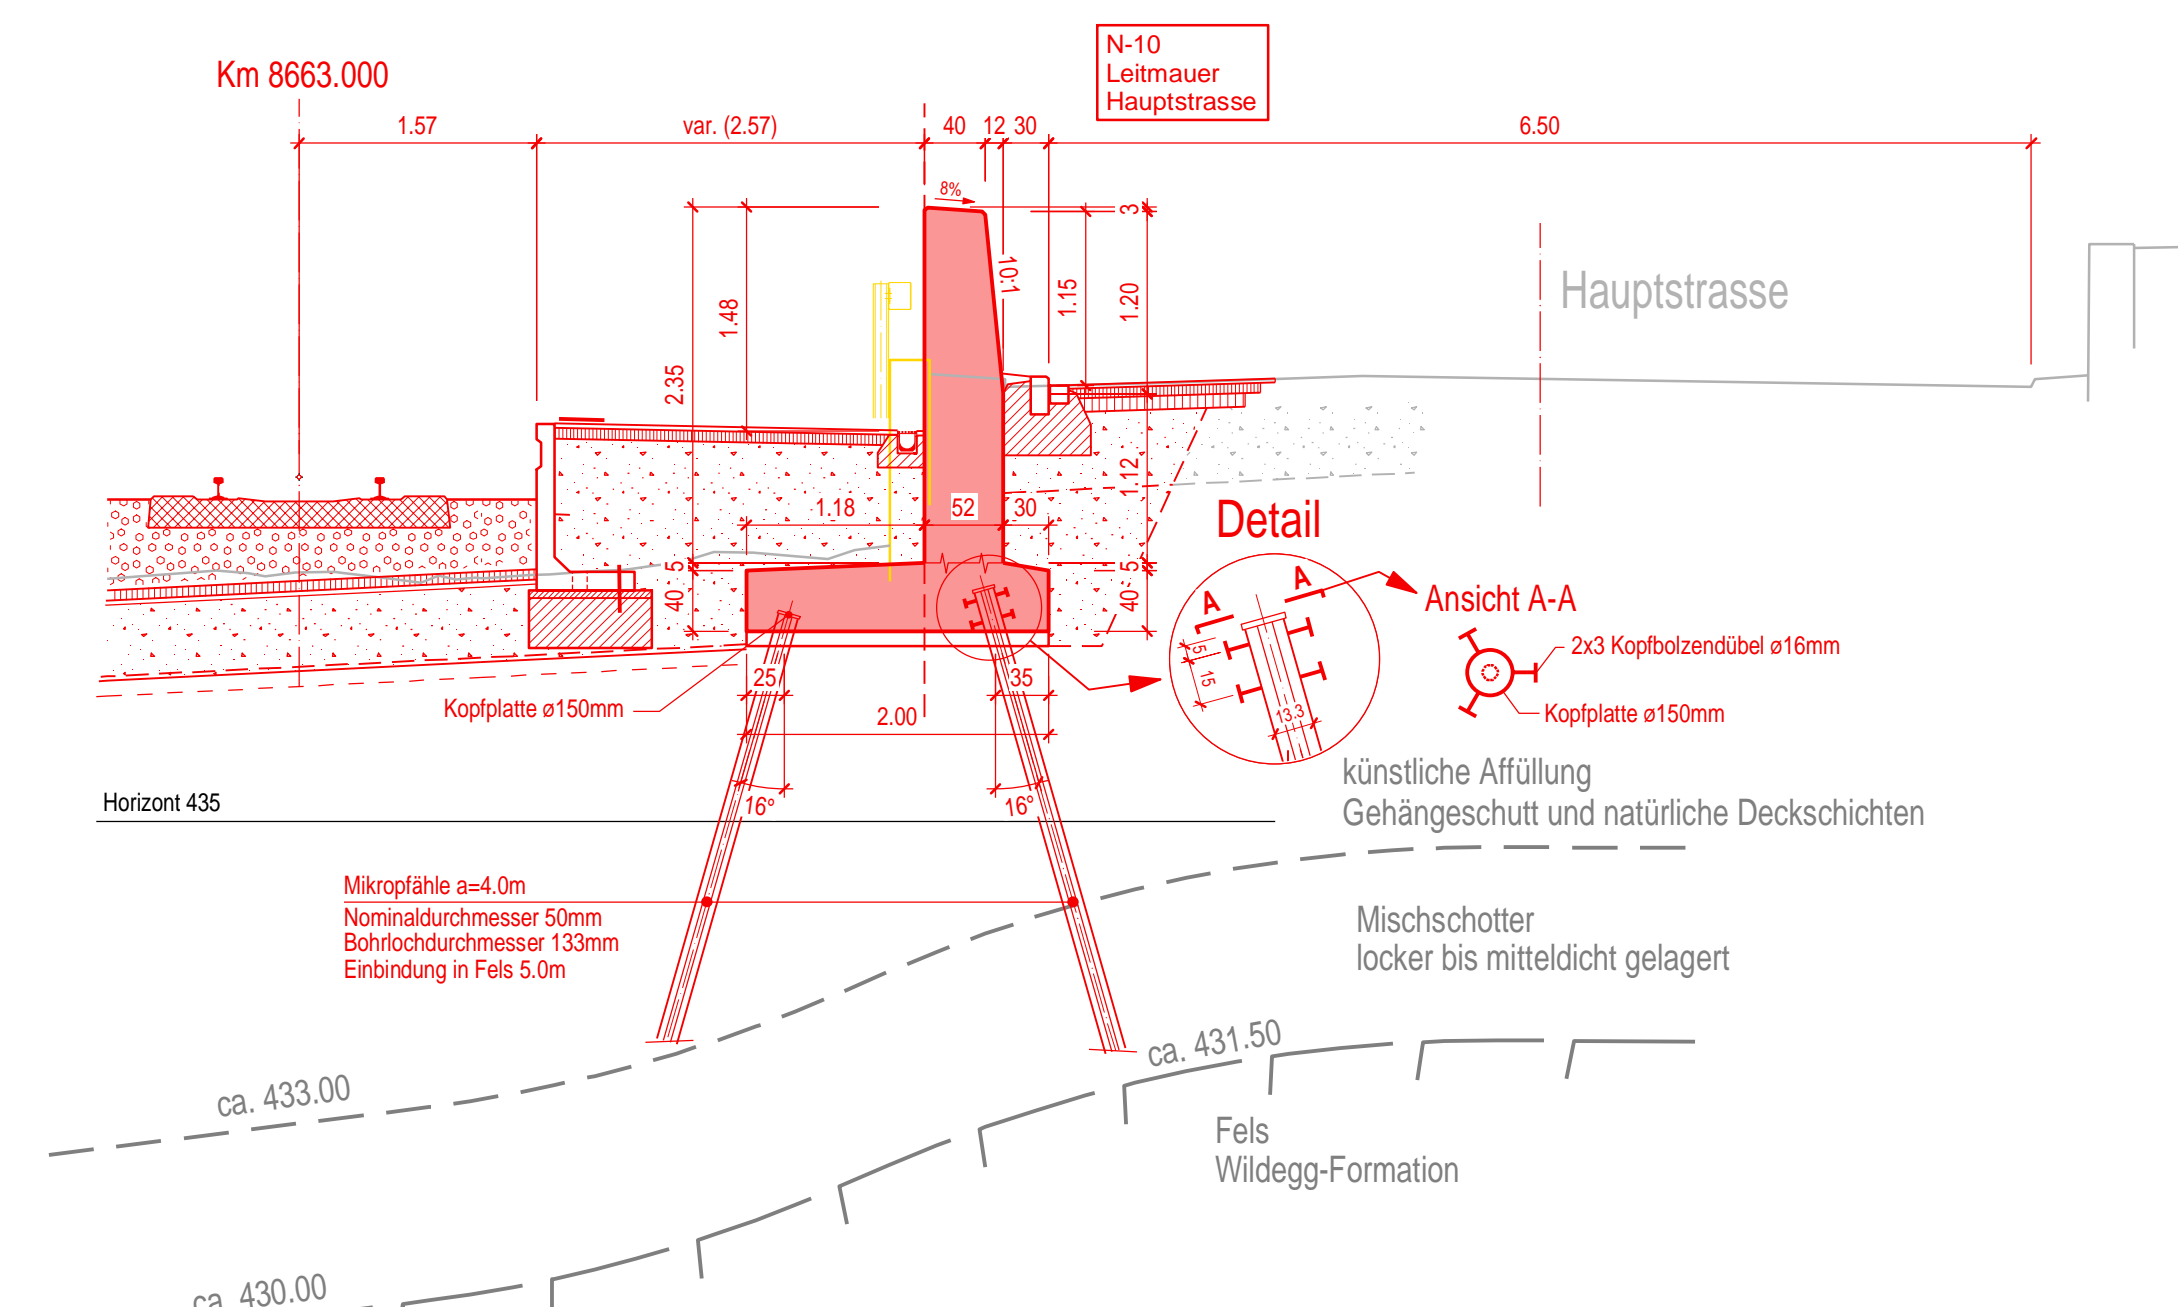 N-10
Leitmauer
Hauptstrasse
Km 8663.000
1.57
var. (2.57)
40
12
30
6.50
8%
3
10:1
1.15
1.20
1.48
2.35
Hauptstrasse
1.12
1.18
52
30
Detail
5
40
5
40
A
A
Ansicht A-A
2x3 Kopfbolzendübel ø16mm
5
15
13.3
Kopfplatte ø150mm
25
35
Kopfplatte ø150mm
2.00
künstliche Affüllung
Gehängeschutt und natürliche Deckschichten
16°
16°
Horizont 435
Mikropfähle a=4.0m
Nominaldurchmesser 50mm
Bohrlochdurchmesser 133mm
Einbindung in Fels 5.0m
Mischschotter
locker bis mitteldicht gelagert
ca. 431.50
ca. 433.00
Fels
Wildegg-Formation
ca. 430.00